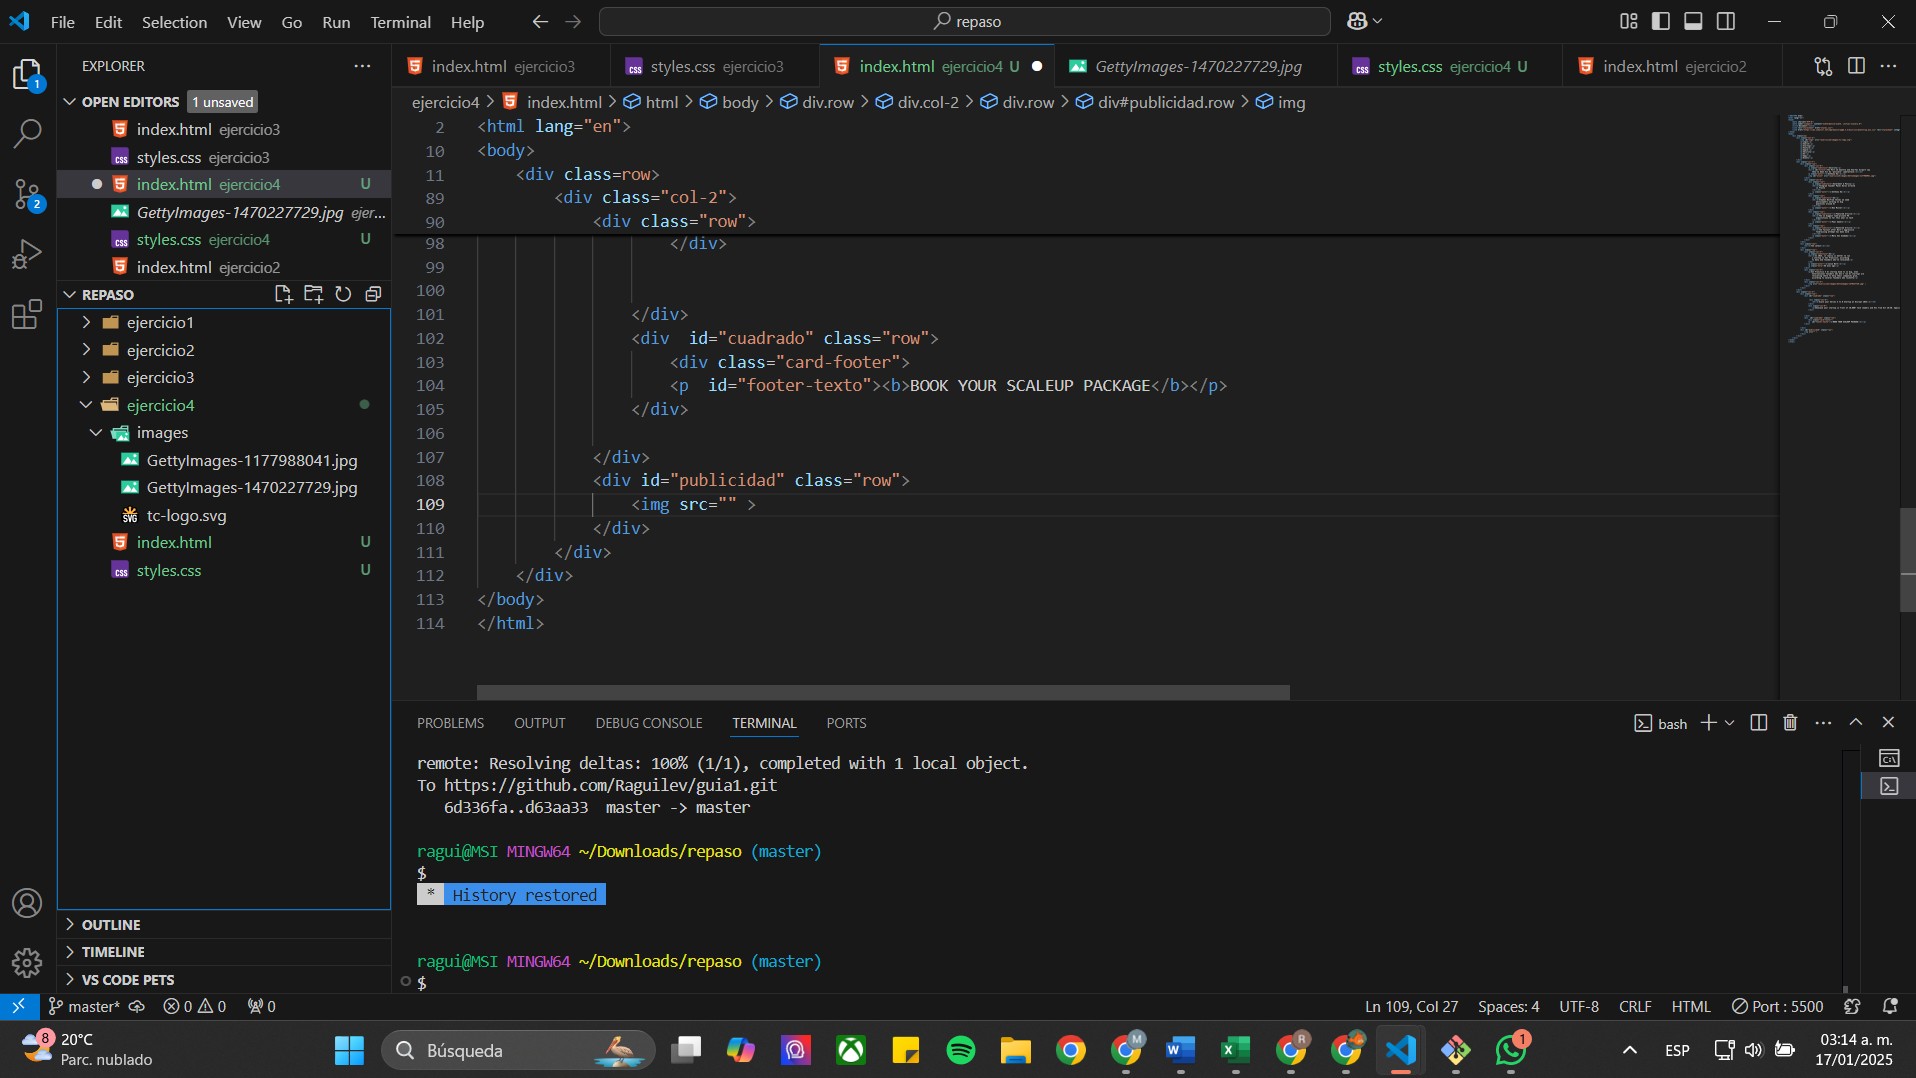 File Edit Selection View Go Run Terminal Help
repaso
EXPLORER
OPEN EDITORS 1 unsaved
index.html ejercicio3
styles.css ejercicio3
index.html ejercicio4 U
GettyImages-1470227729.jpg ejer...
styles.css ejercicio4 U
index.html ejercicio2
REPASO
ejercicio1
ejercicio2
ejercicio3
ejercicio4
images
GettyImages-1177988041.jpg
GettyImages-1470227729.jpg
tc-logo.svg
index.html U
styles.css U
OUTLINE
TIMELINE
VS CODE PETS
index.html ejercicio3 styles.css ejercicio3 index.html ejercicio4 U GettyImages-1470227729.jpg styles.css ejercicio4 U index.html ejercicio2
ejercicio4 > index.html > html > body > div.row > div.col-2 > div.row > div#publicidad.row > img
2 <html lang="en">
10 <body>
11 <div class=row>
89 <div class="col-2">
90 <div class="row">
98 </div>
99
100
101 </div>
102 <div  id="cuadrado" class="row">
103 <div class="card-footer">
104 <p  id="footer-texto"><b>BOOK YOUR SCALEUP PACKAGE</b></p>
105 </div>
106
107 </div>
108 <div id="publicidad" class="row">
109 <img src="" >
110 </div>
111 </div>
112 </div>
113 </body>
114 </html>
PROBLEMS OUTPUT DEBUG CONSOLE TERMINAL PORTS
bash
remote: Resolving deltas: 100% (1/1), completed with 1 local object.
To https://github.com/Raguilev/guia1.git
6d336fa..d63aa33  master -> master
ragui@MSI MINGW64 ~/Downloads/repaso (master)
$
* History restored
ragui@MSI MINGW64 ~/Downloads/repaso (master)
$
master* 0 0 0
Ln 109, Col 27 Spaces: 4 UTF-8 CRLF HTML Port : 5500
20°C
Parc. nublado
Búsqueda
ESP
03:14 a. m.
17/01/2025